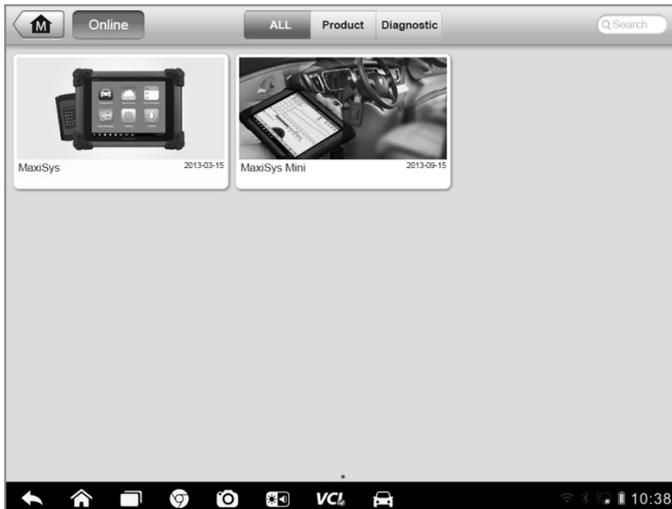 M Online ALL Product Diagnostic Search
MaxiSys 2013-03-15 MaxiSys Mini 2013-09-15
VCI 10:38